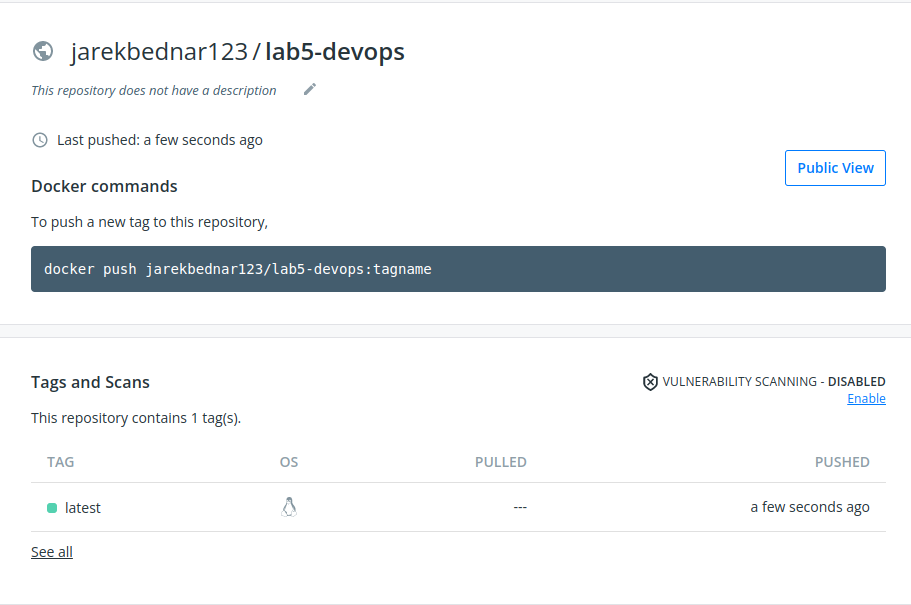 jarekbednar123 / lab5-devops
This repository does not have a description
Last pushed: a few seconds ago
Public View
Docker commands
To push a new tag to this repository,
docker push jarekbednar123/lab5-devops:tagname
Tags and Scans
VULNERABILITY SCANNING - DISABLED
Enable
This repository contains 1 tag(s).
TAG OS PULLED PUSHED
latest --- a few seconds ago
See all